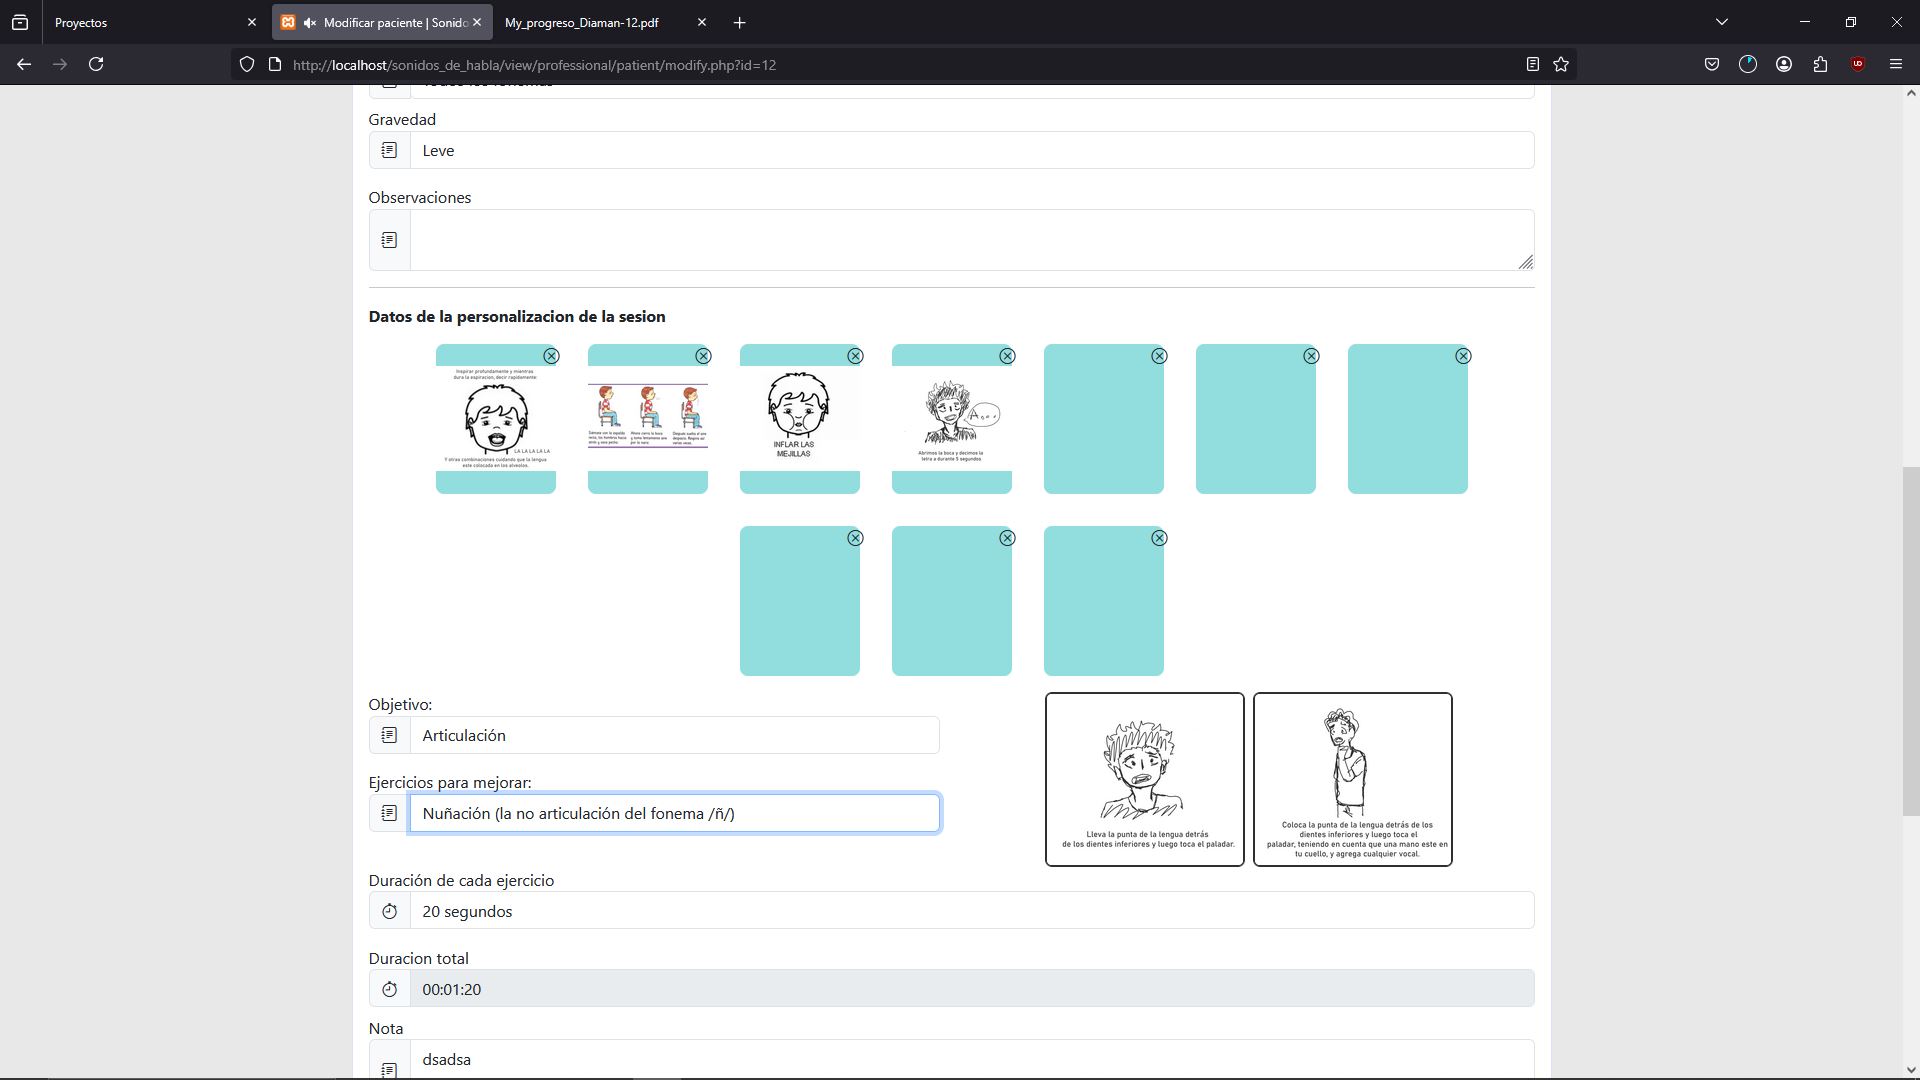 Proyectos
Modificar paciente | Sonido
My_progreso_Diaman-12.pdf
http://localhost/sonidos_de_habla/view/professional/patient/modify.php?id=12
Gravedad
Leve
Observaciones
Datos de la personalizacion de la sesion
Inspirar profundamente y mientras
dura la espiracion, decir rapidamente:
LA LA LA LA LA
Y otras combinaciones cuidando que la lengua
este colocada en los alveolos.
INFLAR LAS
MEJILLAS
A...
Abrimos la boca y decimos la
letra a durante 5 segundos
Objetivo:
Articulación
Ejercicios para mejorar:
Nuñación (la no articulación del fonema /ñ/)
Lleva la punta de la lengua detrás
de los dientes inferiores y luego toca el paladar.
Coloca la punta de la lengua detrás de los
dientes inferiores y luego toca el
paladar, teniendo en cuenta que una mano este en
tu cuello, y agrega cualquier vocal.
Duración de cada ejercicio
20 segundos
Duracion total
00:01:20
Nota
dsadsa